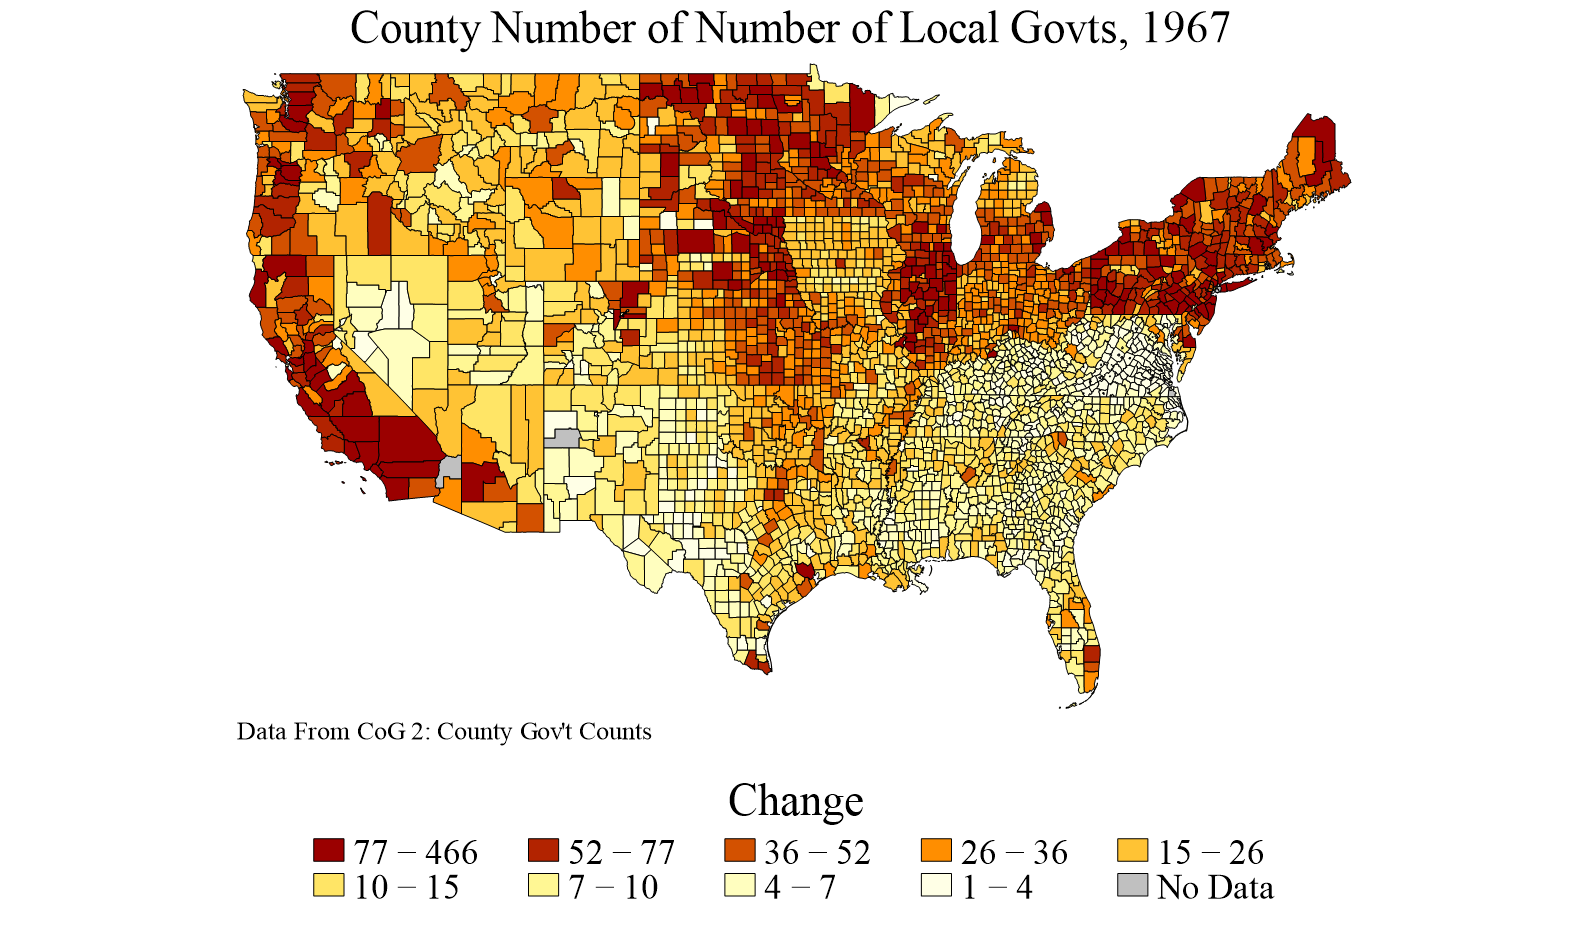 County Number of Number of Local Govts, 1967
Data From CoG 2: County Gov't Counts
Change
77 − 466 52 − 77 36 − 52 26 − 36 15 − 26
10 − 15 7 − 10 4 − 7 1 − 4 No Data